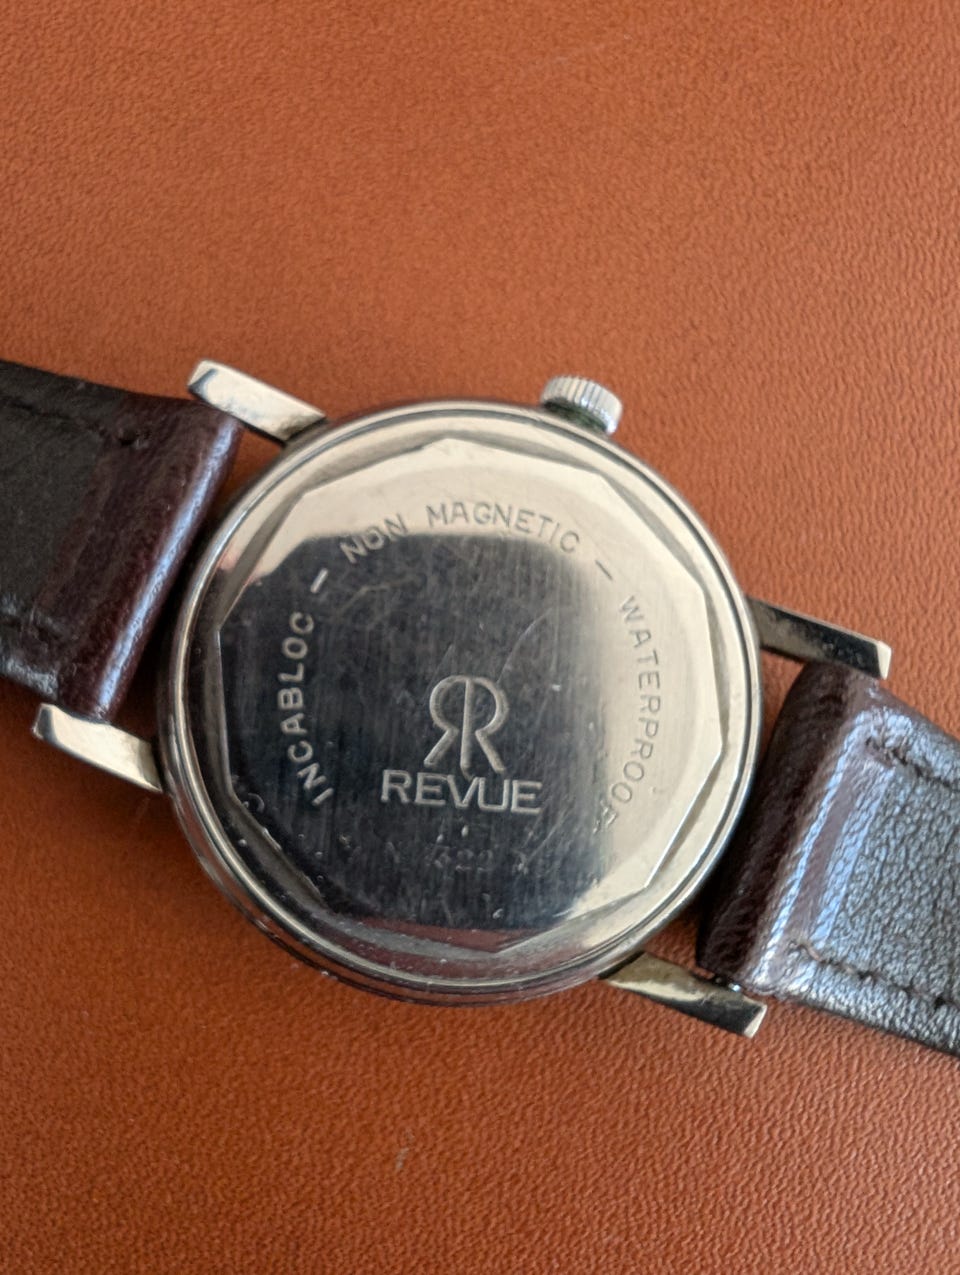 INCABLOC – NON MAGNETIC – WATERPROOF
RR
REVUE